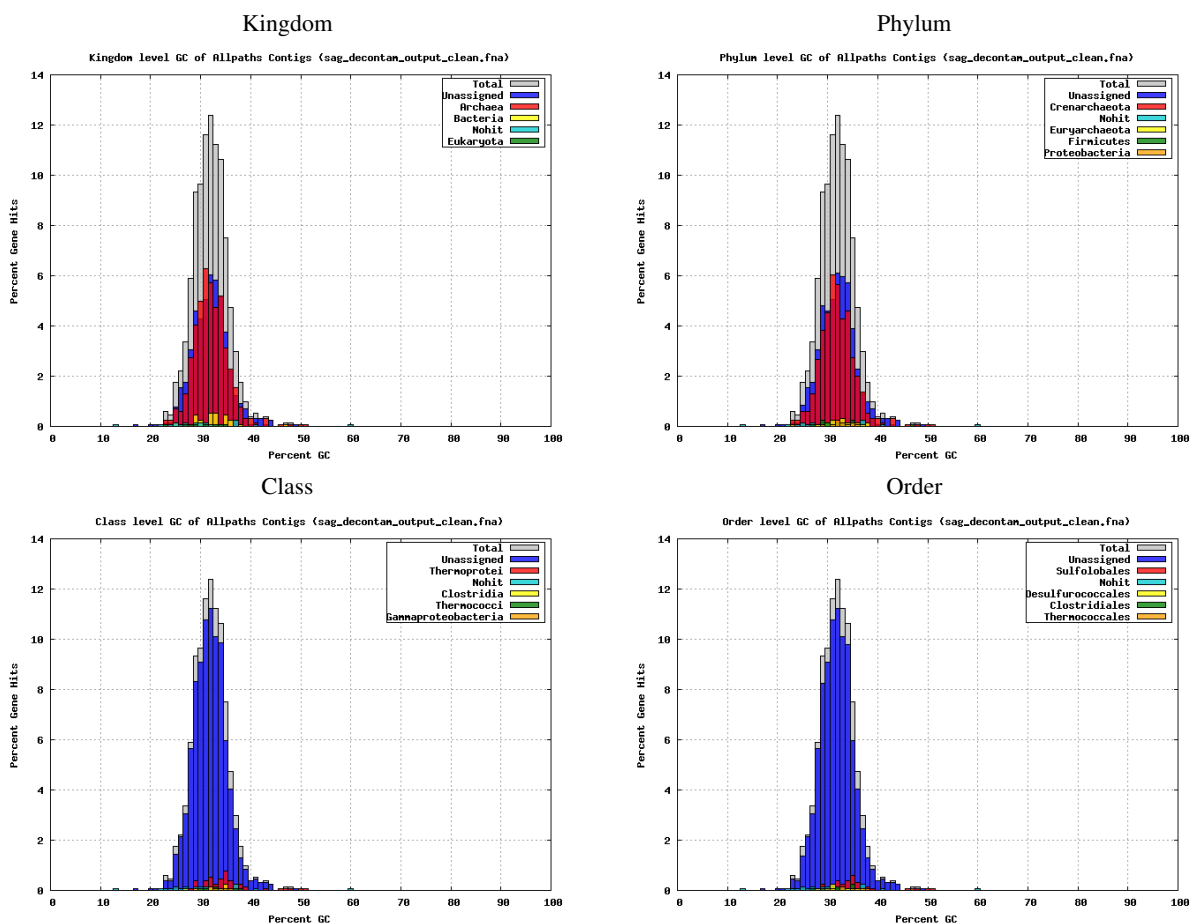 Kingdom
Kingdom level GC of Allpaths Contigs (sag_decontam_output_clean.fna)
Percent Gene Hits
14
12
10
8
6
4
2
0
Total
Unassigned
Archaea
Bacteria
Nohit
Eukaryota
0 10 20 30 40 50 60 70 80 90 100
Percent GC
Phylum
Phylum level GC of Allpaths Contigs (sag_decontam_output_clean.fna)
Percent Gene Hits
14
12
10
8
6
4
2
0
Total
Unassigned
Crenarchaeota
Nohit
Euryarchaeota
Firmicutes
Proteobacteria
0 10 20 30 40 50 60 70 80 90 100
Percent GC
Class
Class level GC of Allpaths Contigs (sag_decontam_output_clean.fna)
Percent Gene Hits
14
12
10
8
6
4
2
0
Total
Unassigned
Thermoprotei
Nohit
Clostridia
Thermococci
Gammaproteobacteria
0 10 20 30 40 50 60 70 80 90 100
Percent GC
Order
Order level GC of Allpaths Contigs (sag_decontam_output_clean.fna)
Percent Gene Hits
14
12
10
8
6
4
2
0
Total
Unassigned
Sulfolobales
Nohit
Desulfurococcales
Clostridiales
Thermococcales
0 10 20 30 40 50 60 70 80 90 100
Percent GC